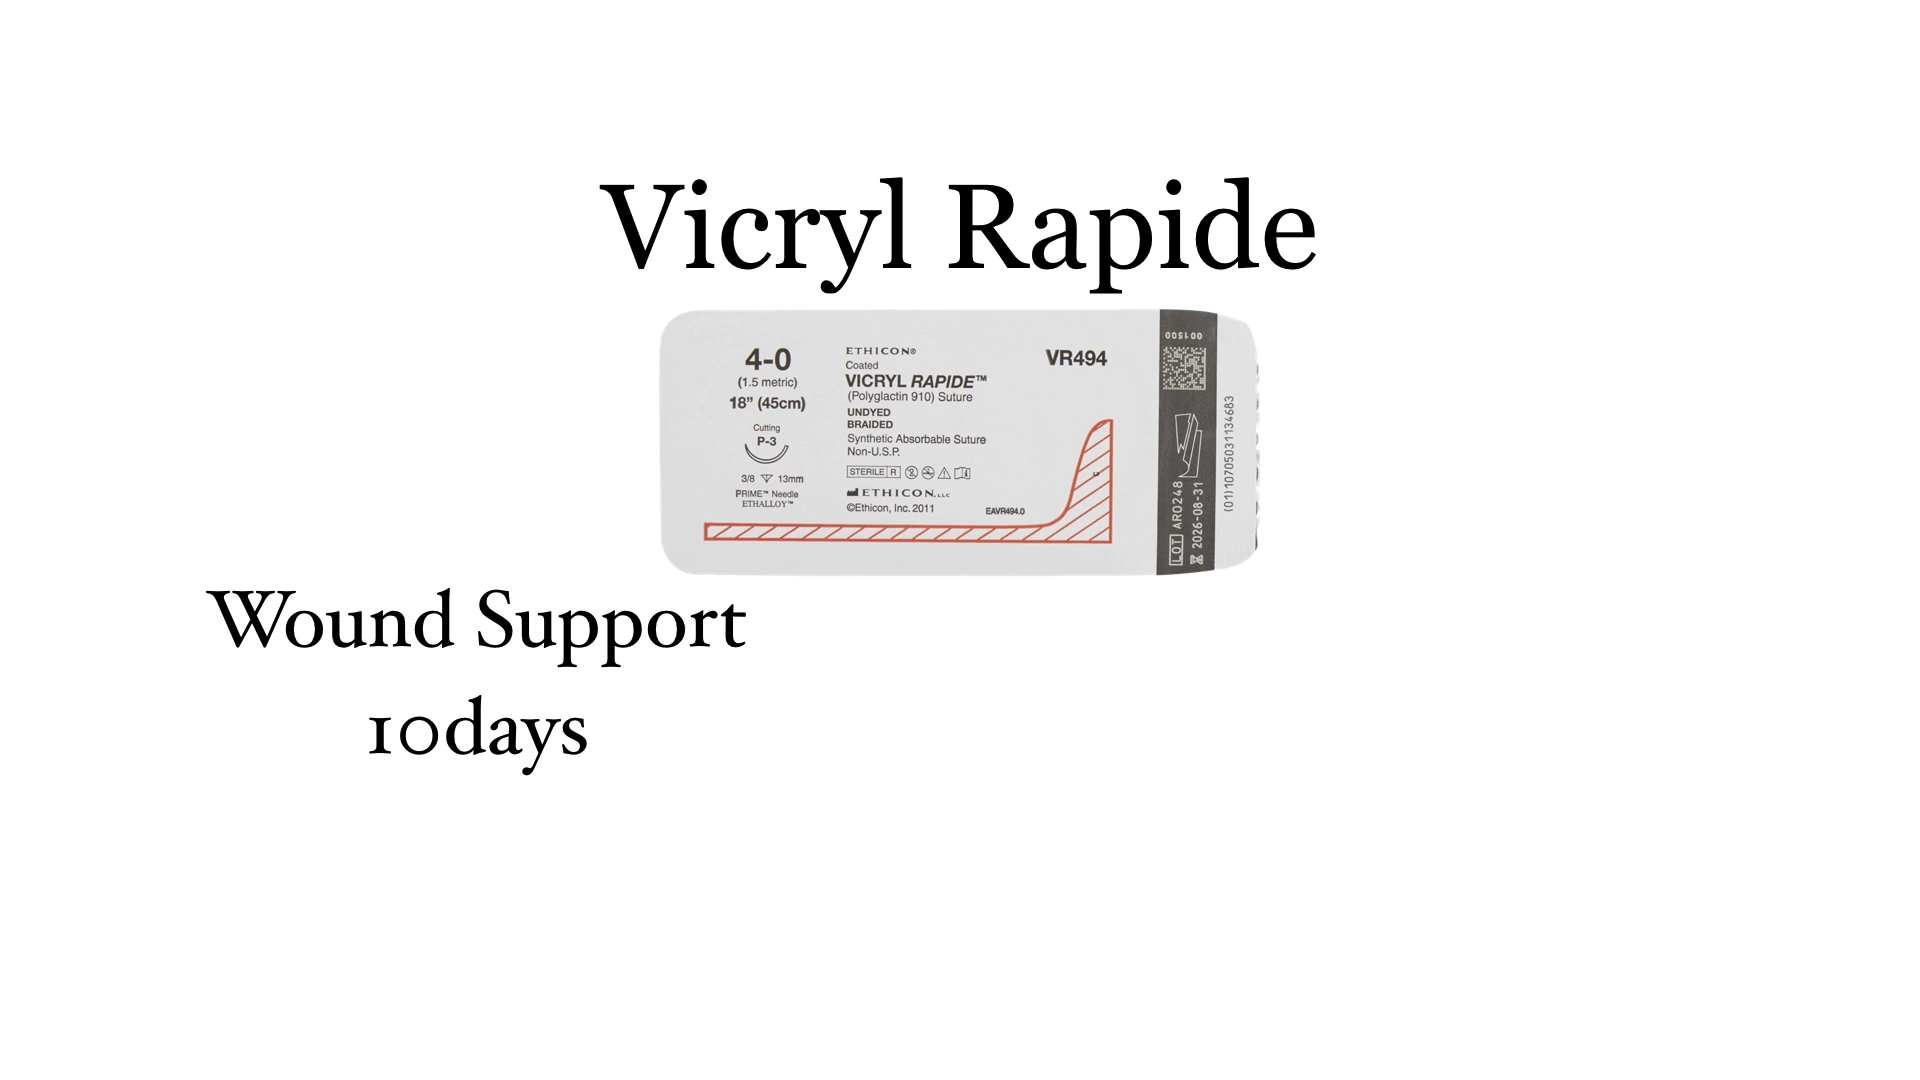 Vicryl Rapide
4-0
(1.5 metric)
18” (45cm)
Cutting
P-3
3/8 13mm
PRIME™ Needle
ETHALLOY™
ETHICON®
Coated
VICRYL RAPIDE™
(Polyglactin 910) Suture
UNDYED
BRAIDED
Synthetic Absorbable Suture
Non-U.S.P.
STERILE R
ETHICON, LLC
©Ethicon, Inc. 2011
EAVR494.0
VR494
001500
LOT AR0248
2026-08-31
(01)10705031134683
Wound Support
10days